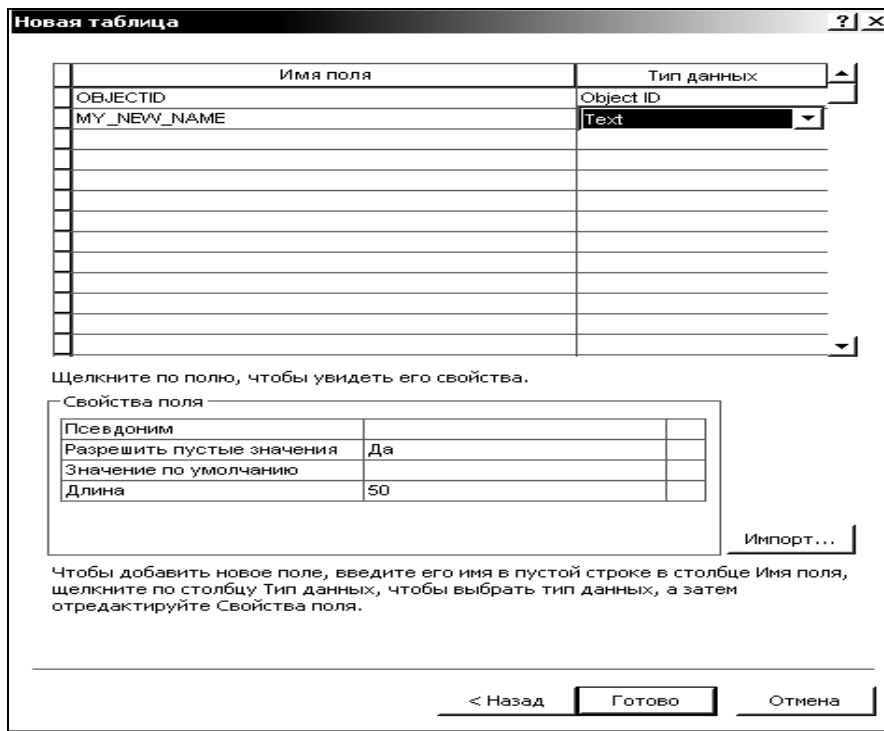 Новая таблица
Имя поля Тип данных
OBJECTID Object ID
MY_NEW_NAME Text
Щелкните по полю, чтобы увидеть его свойства.
Свойства поля
Псевдоним
Разрешить пустые значения Да
Значение по умолчанию
Длина 50
Импорт...
Чтобы добавить новое поле, введите его имя в пустой строке в столбце Имя поля,
щелкните по столбцу Тип данных, чтобы выбрать тип данных, а затем
отредактируйте Свойства поля.
< Назад Готово Отмена